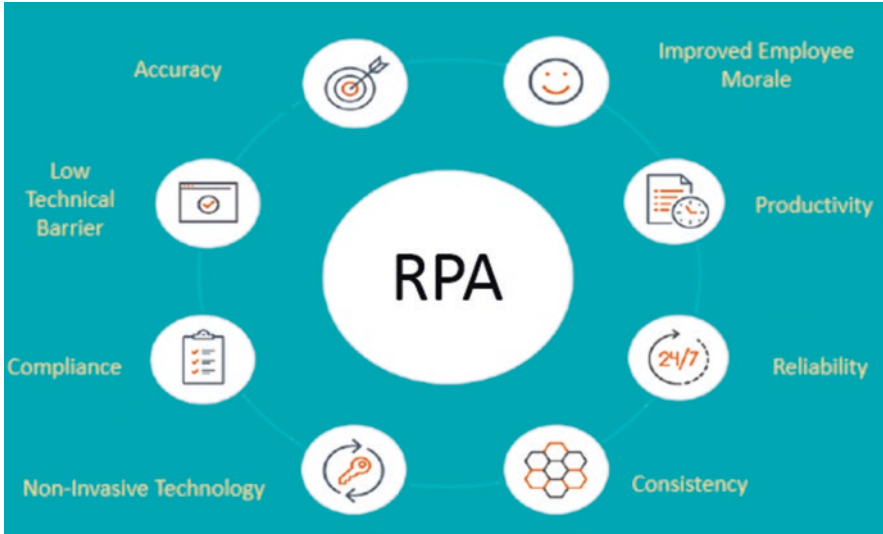 Accuracy
Improved Employee
Morale
Low
Technical
Barrier
Productivity
RPA
Compliance
24/7
Reliability
Non-Invasive Technology
Consistency